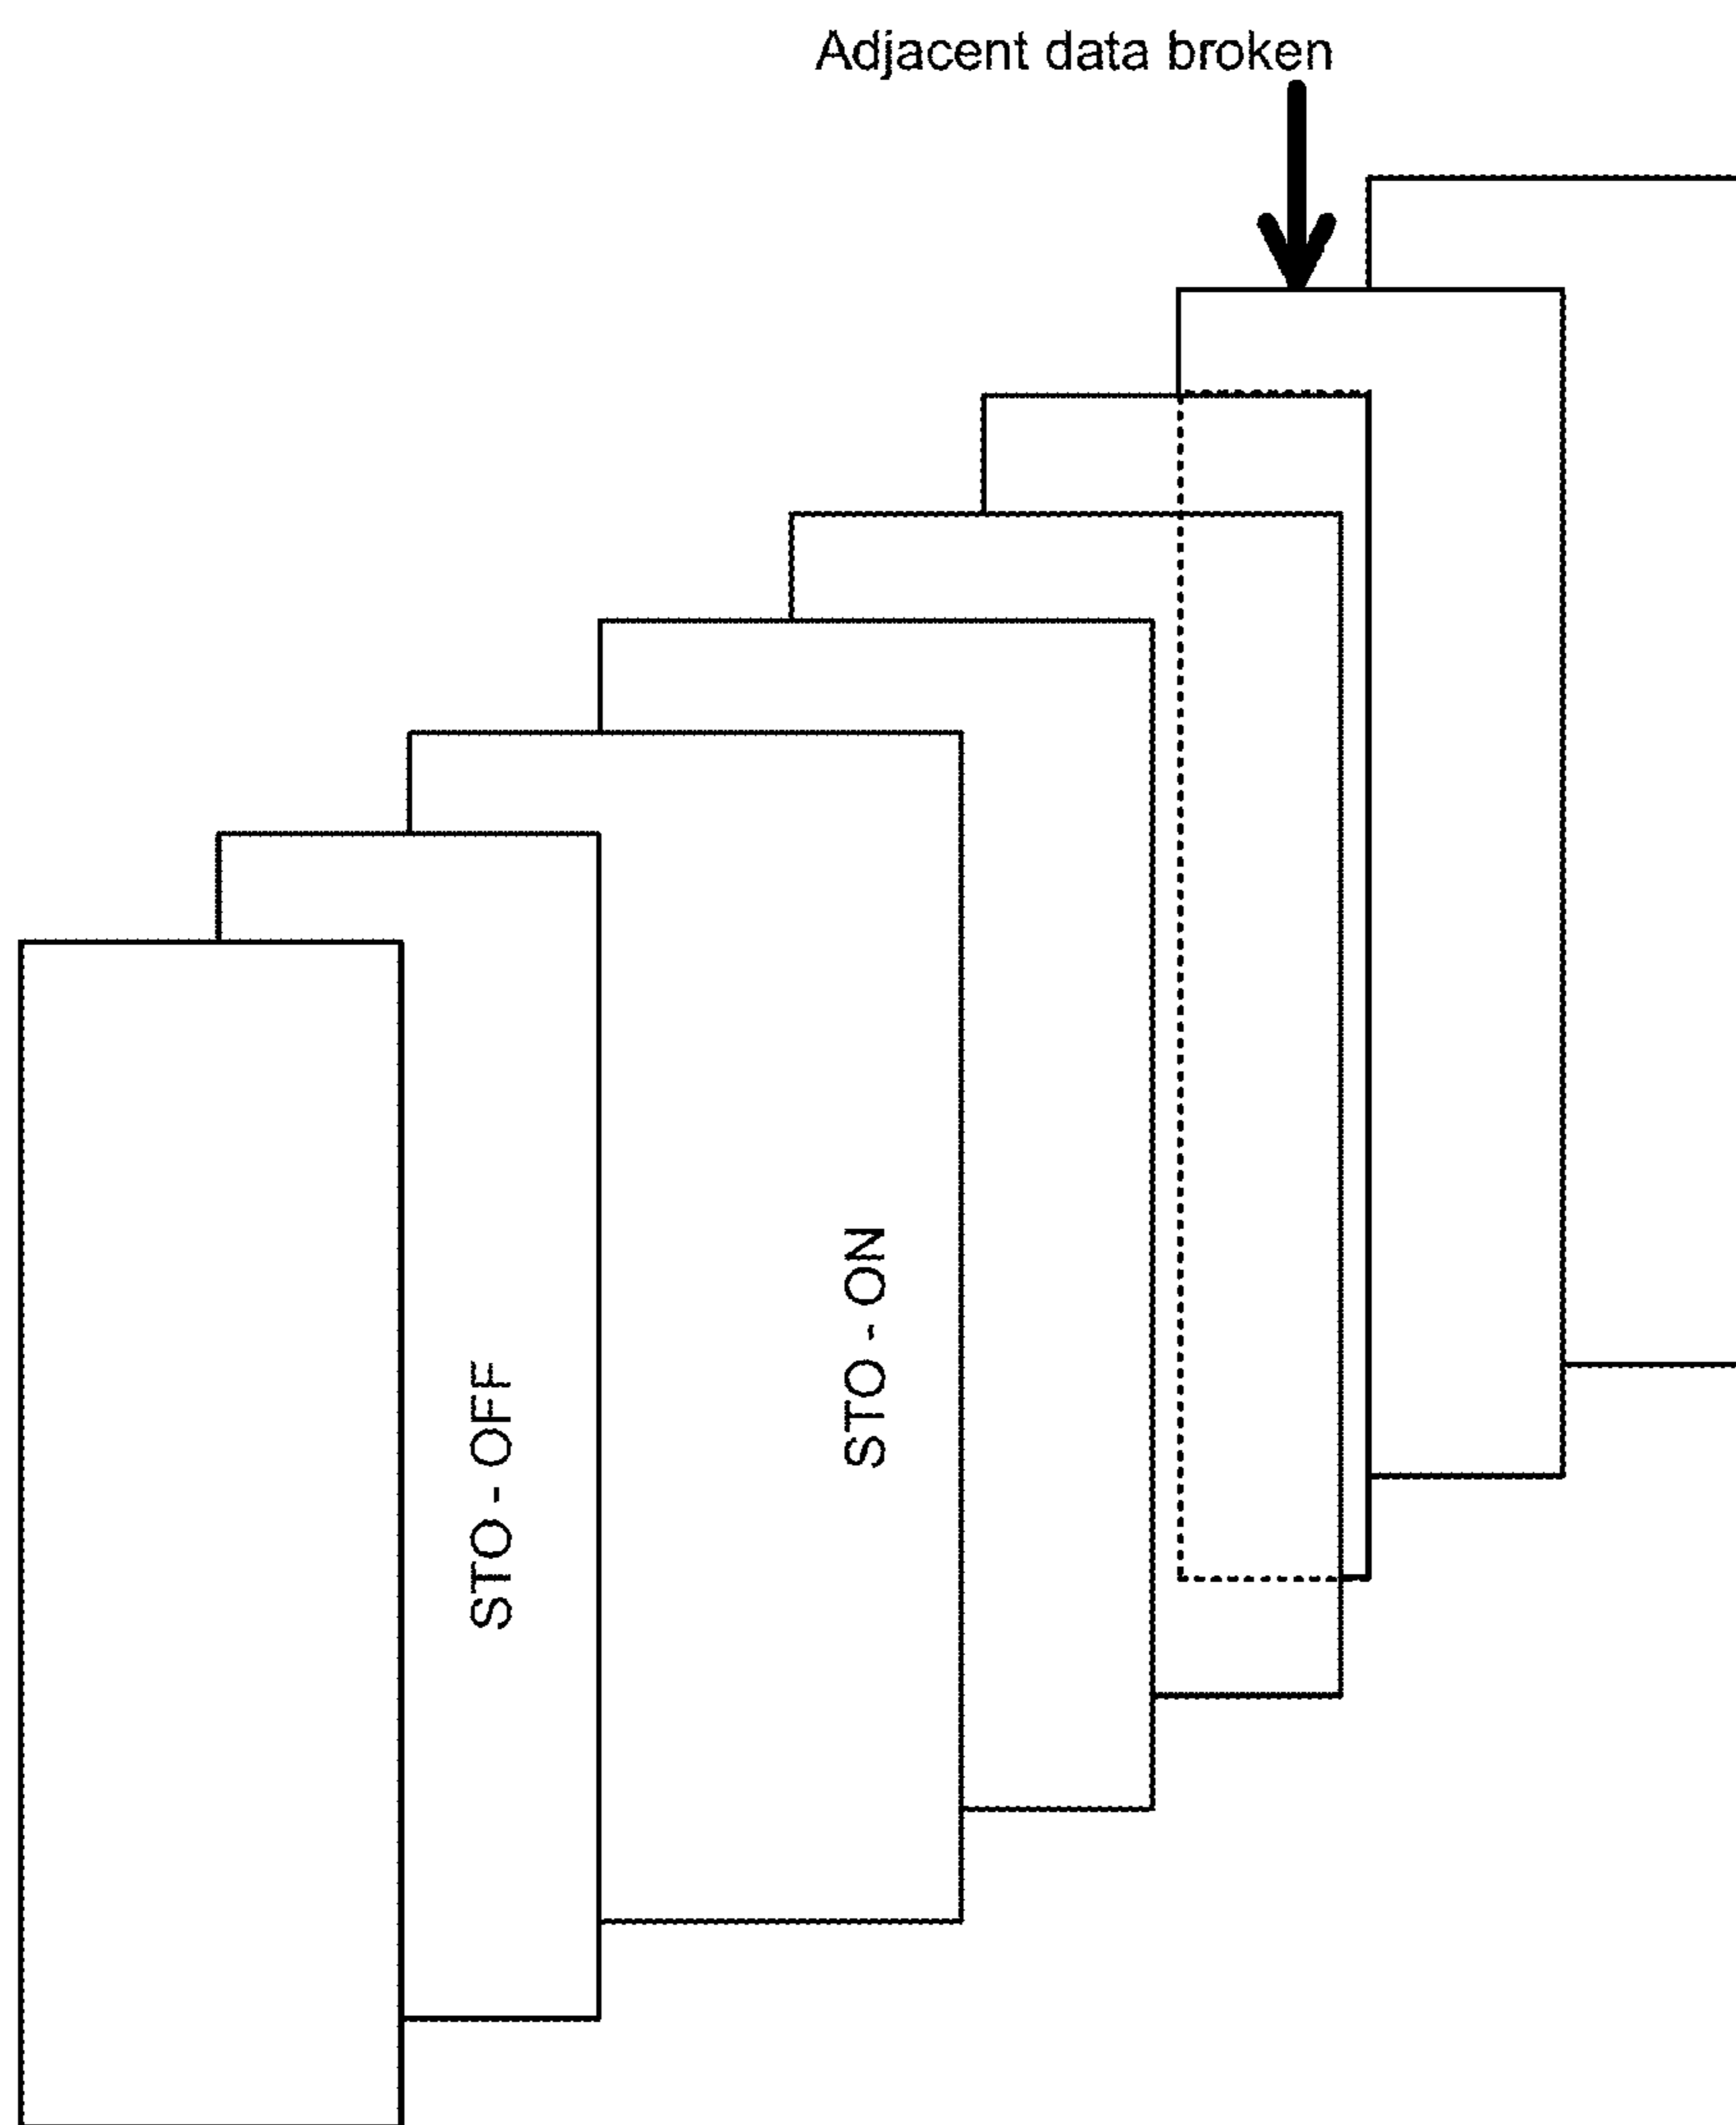 Adjacent data broken
STO - OFF
STO - ON